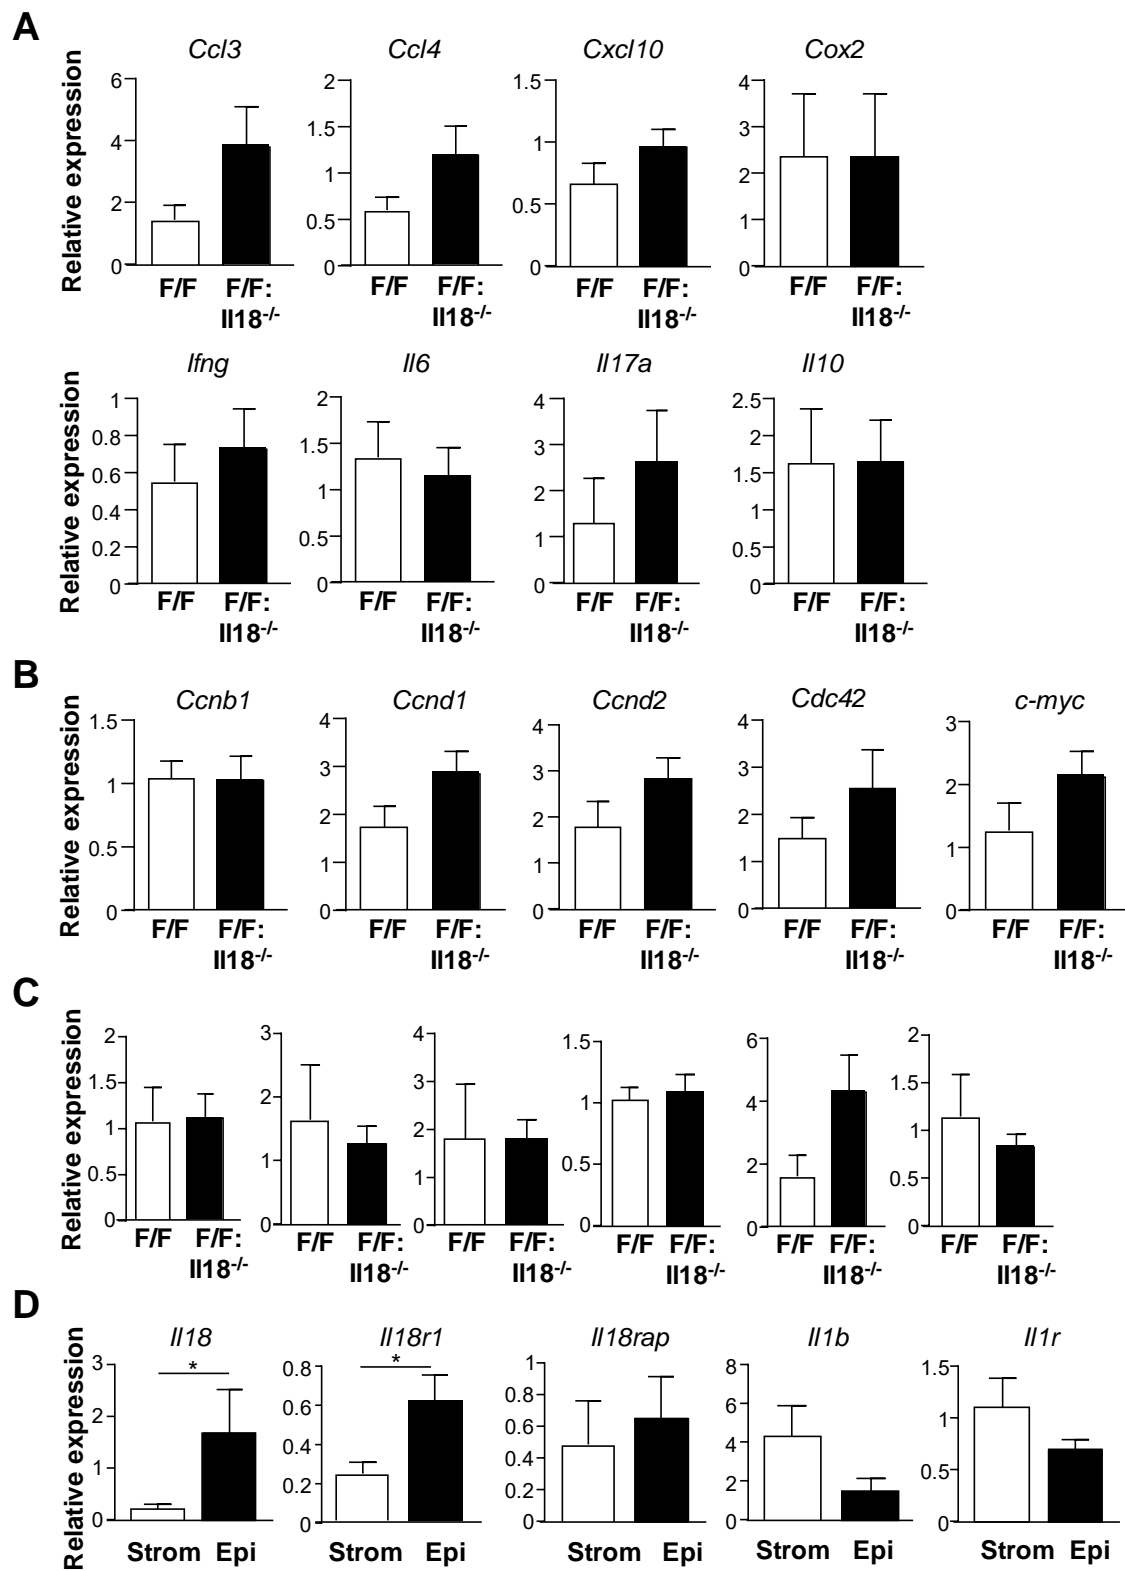 A
Ccl3 Ccl4 Cxcl10 Cox2
Relative expression
6 4 2 0
2 1.5 1 0.5 0
1.5 1 0.5 0
4 3 2 1 0
F/F F/F: F/F F/F: F/F F/F: F/F F/F:
Il18-/- Il18-/- Il18-/- Il18-/-
Ifng Il6 Il17a Il10
Relative expression
1 0.8 0.6 0.4 0.2 0
2 1.5 1 0.5 0
4 3 2 1 0
2.5 2 1.5 1 0.5 0
F/F F/F: F/F F/F: F/F F/F: F/F F/F:
Il18-/- Il18-/- Il18-/- Il18-/-
B
Ccnb1 Ccnd1 Ccnd2 Cdc42 c-myc
Relative expression
1.5 1 0.5 0
4 3 2 1 0
4 3 2 1 0
4 3 2 1 0
3 2 1 0
F/F F/F: F/F F/F: F/F F/F: F/F F/F: F/F F/F:
Il18-/- Il18-/- Il18-/- Il18-/- Il18-/-
C
Relative expression
2 1.5 1 0.5 0
3 2 1 0
4 3 2 1 0
1.5 1 0.5 0
6 4 2 0
2 1.5 1 0.5 0
F/F F/F: F/F F/F: F/F F/F: F/F F/F: F/F F/F: F/F F/F:
Il18-/- Il18-/- Il18-/- Il18-/- Il18-/- Il18-/-
D
Il18 Il18r1 Il18rap Il1b Il1r
Relative expression
* *
3 2 1 0
0.8 0.6 0.4 0.2 0
1 0.8 0.6 0.4 0.2 0
8 6 4 2 0
1.5 1 0.5 0
Strom Epi Strom Epi Strom Epi Strom Epi Strom Epi